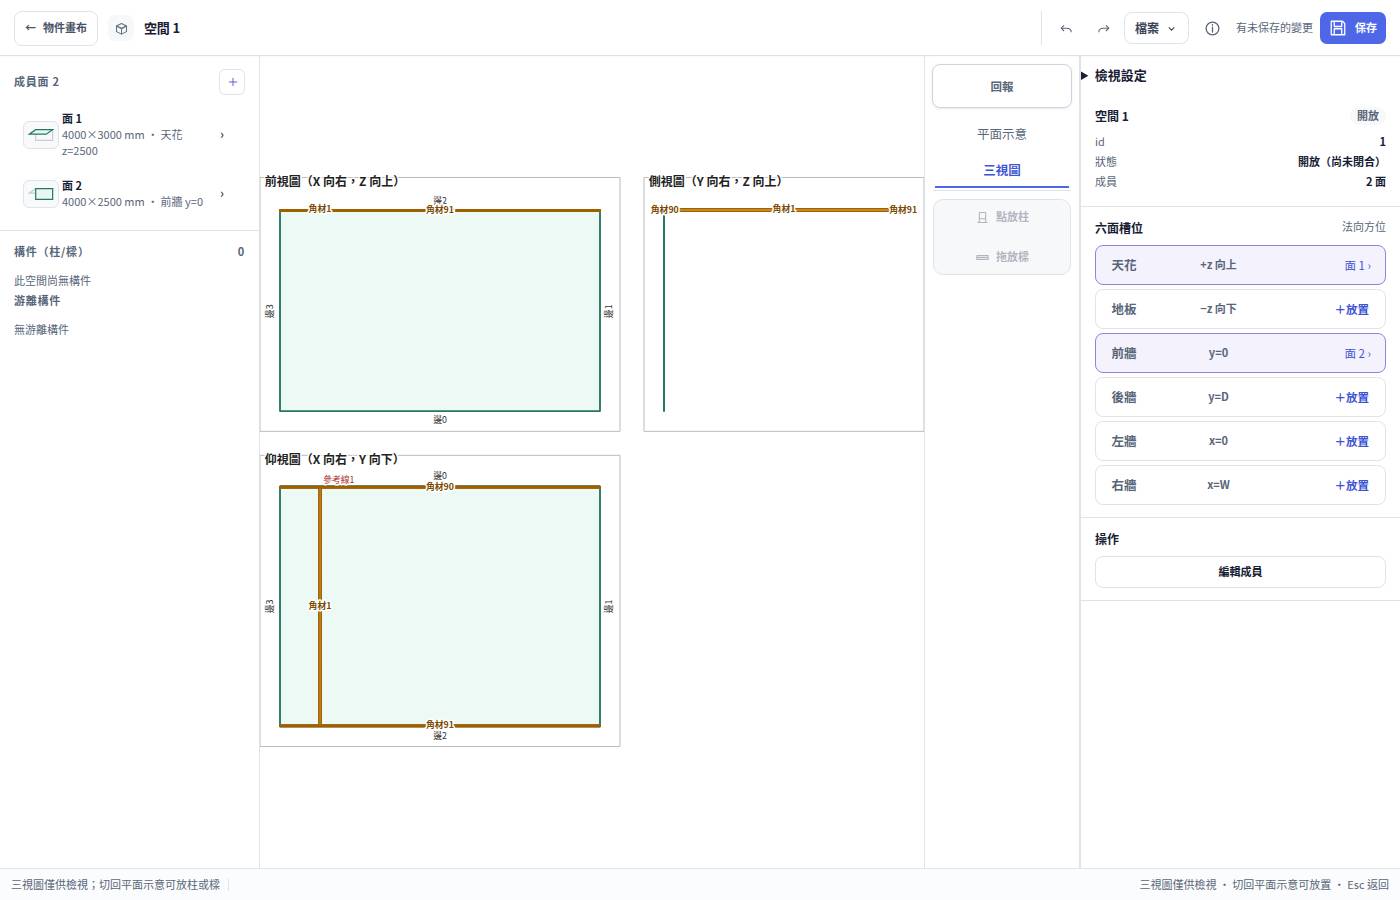 ← 物件畫布
空間 1
檔案
有未保存的變更
保存
成員面 2
+
面 1
4000×3000 mm · 天花
z=2500
面 2
4000×2500 mm · 前牆 y=0
構件（柱/樑）
0
此空間尚無構件
游離構件
無游離構件
前視圖（X 向右，Z 向上）
邊2
角材1
角材91
邊3
邊1
邊0
側視圖（Y 向右，Z 向上）
角材90
角材1
角材91
仰視圖（X 向右，Y 向下）
參考線1
邊0
角材90
邊3
角材1
邊1
角材91
邊2
回報
平面示意
三視圖
點放柱
拖放樑
檢視設定
空間 1
開放
id
1
狀態
開放（尚未閉合）
成員
2 面
六面槽位
法向方位
天花
+z 向上
面 1 ›
地板
−z 向下
＋放置
前牆
y=0
面 2 ›
後牆
y=D
＋放置
左牆
x=0
＋放置
右牆
x=W
＋放置
操作
編輯成員
三視圖僅供檢視；切回平面示意可放柱或樑
三視圖僅供檢視 · 切回平面示意可放置 · Esc 返回